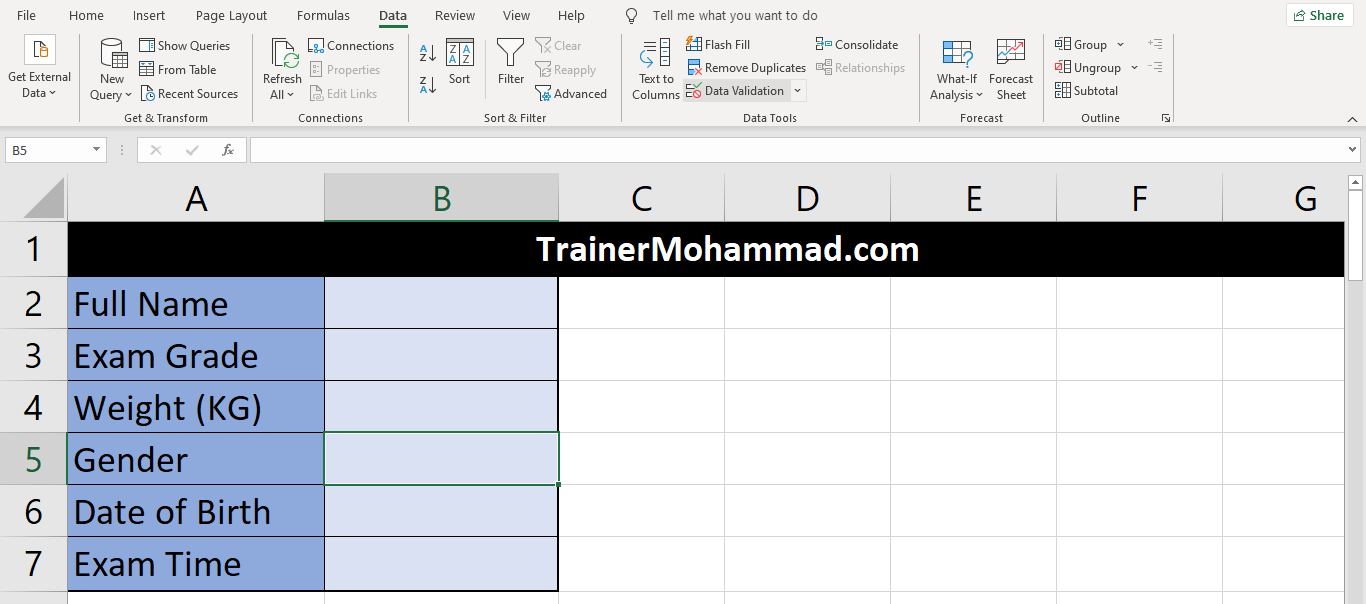 File Home Insert Page Layout Formulas Data Review View Help Tell me what you want to do Share
Get External Data
New Query
Show Queries
From Table
Recent Sources
Get & Transform
Refresh All
Connections
Properties
Edit Links
Connections
Sort
Filter
Clear
Reapply
Advanced
Sort & Filter
Text to Columns
Flash Fill
Remove Duplicates
Data Validation
Consolidate
Relationships
Data Tools
What-If Analysis
Forecast Sheet
Forecast
Group
Ungroup
Subtotal
Outline
B5 fx
A B C D E F G
1 TrainerMohammad.com
2 Full Name
3 Exam Grade
4 Weight (KG)
5 Gender
6 Date of Birth
7 Exam Time